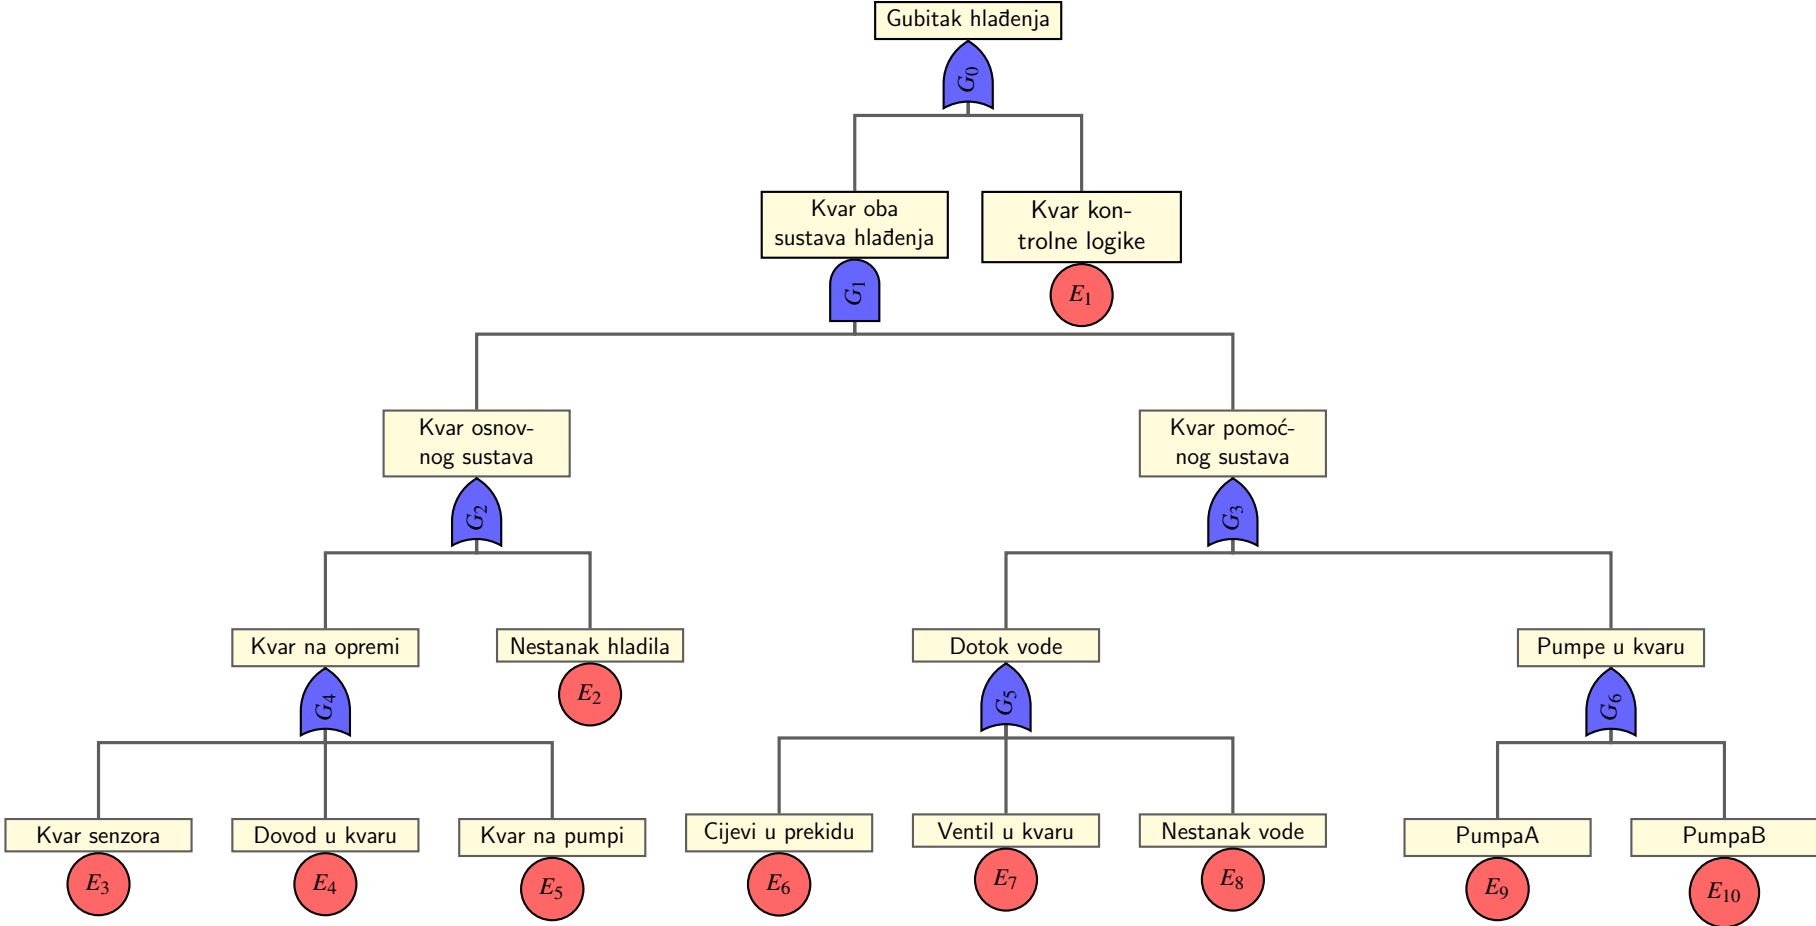 Gubitak hlađenja
G0
Kvar oba
sustava hlađenja
Kvar kon-
trolne logike
G1
E1
Kvar osnov-
nog sustava
Kvar pomoć-
nog sustava
G2
G3
Kvar na opremi
Nestanak hladila
Dotok vode
Pumpe u kvaru
G4
E2
G5
G6
Kvar senzora
Dovod u kvaru
Kvar na pumpi
Cijevi u prekidu
Ventil u kvaru
Nestanak vode
PumpaA
PumpaB
E3
E4
E5
E6
E7
E8
E9
E10